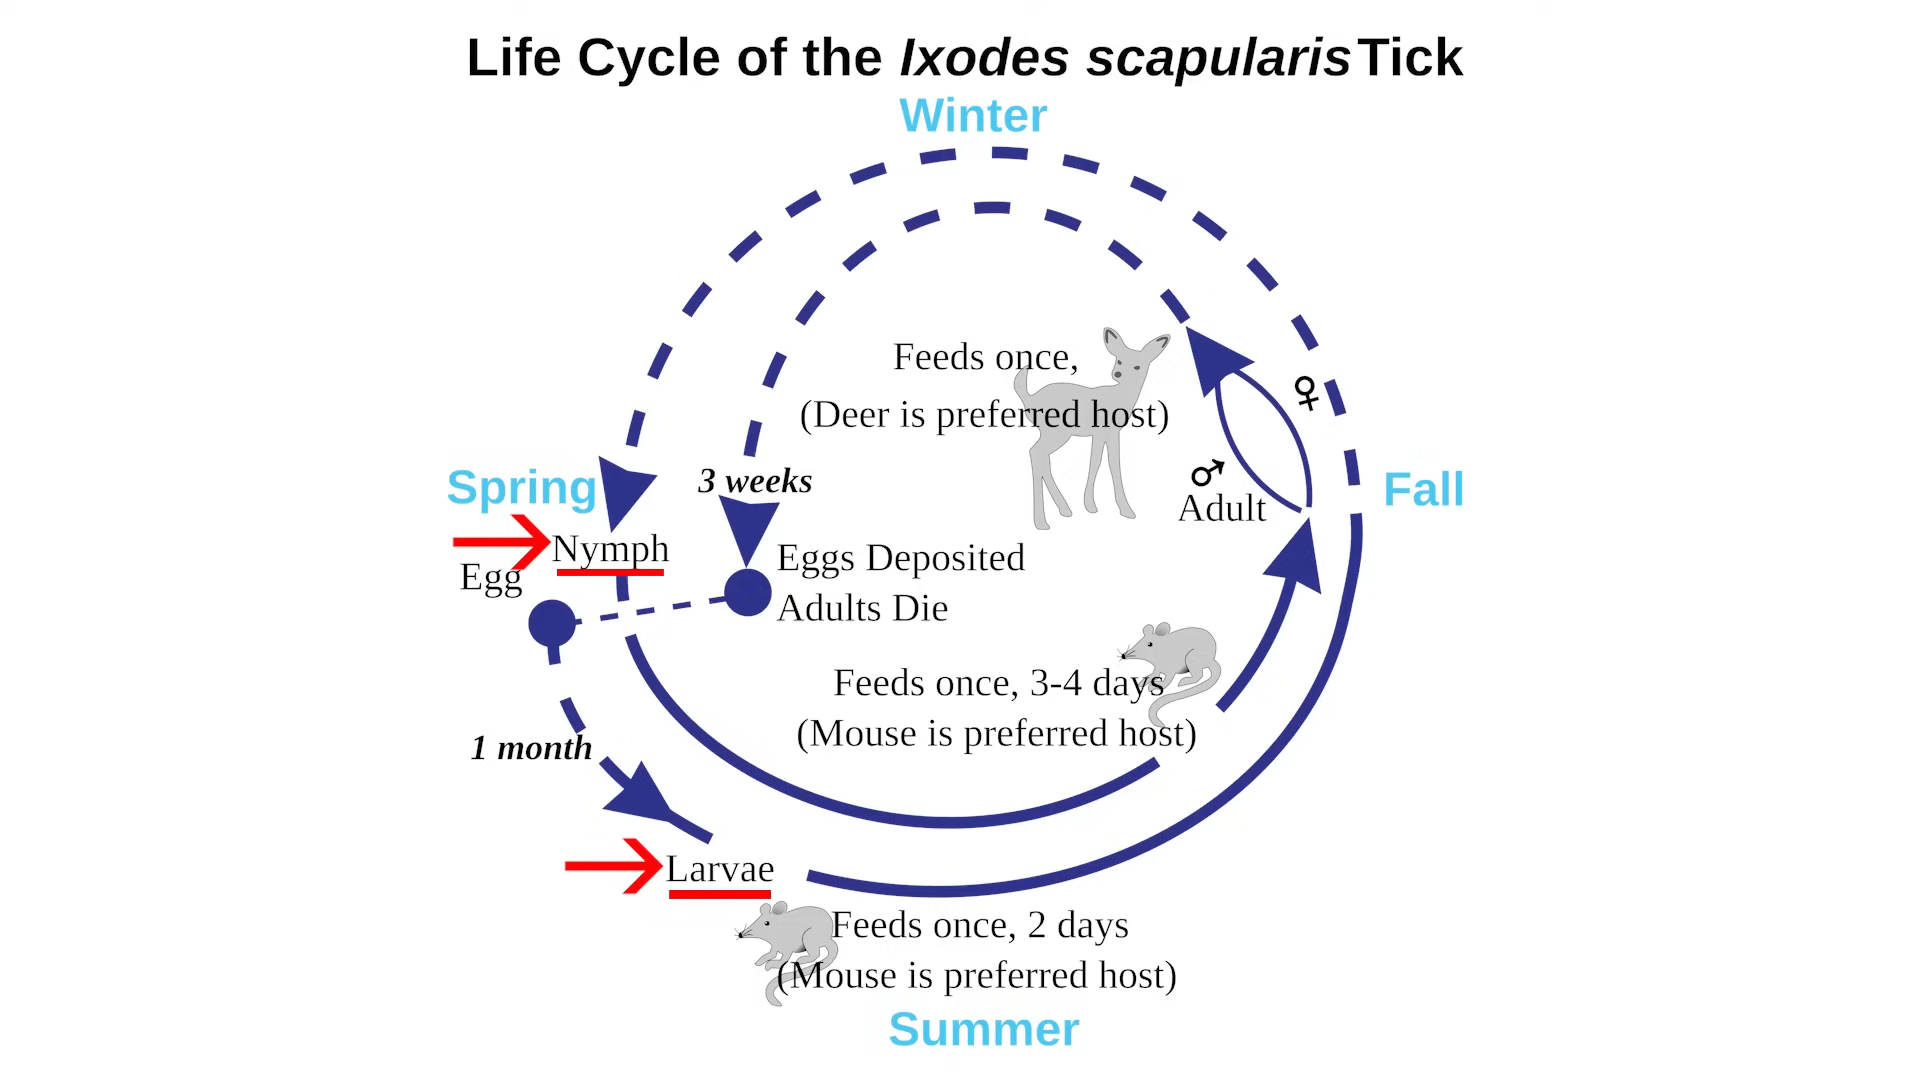 Life Cycle of the Ixodes scapularis Tick
Winter
Feeds once,
(Deer is preferred host)
♀
♂
Adult
Spring
3 weeks
Fall
Nymph
Egg
Eggs Deposited
Adults Die
Feeds once, 3-4 days
(Mouse is preferred host)
1 month
Larvae
Feeds once, 2 days
(Mouse is preferred host)
Summer